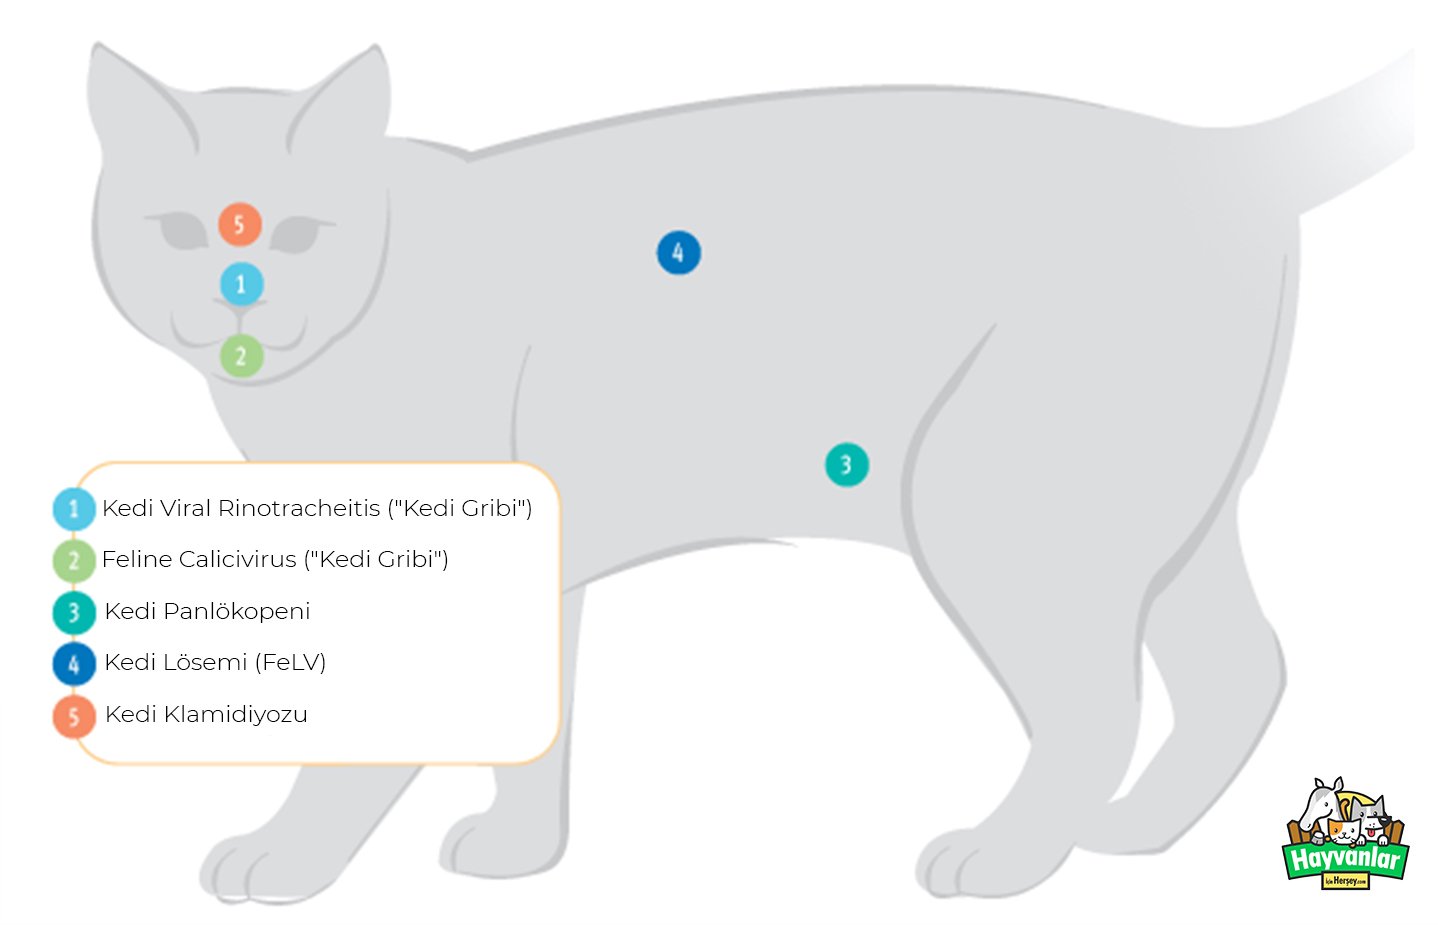 5
1
2
4
3
1 Kedi Viral Rinotracheitis ("Kedi Gribi")
2 Feline Calicivirus ("Kedi Gribi")
3 Kedi Panlökopeni
4 Kedi Lösemi (FeLV)
5 Kedi Klamidiyozu
Hayvanlar
için Herşey.com